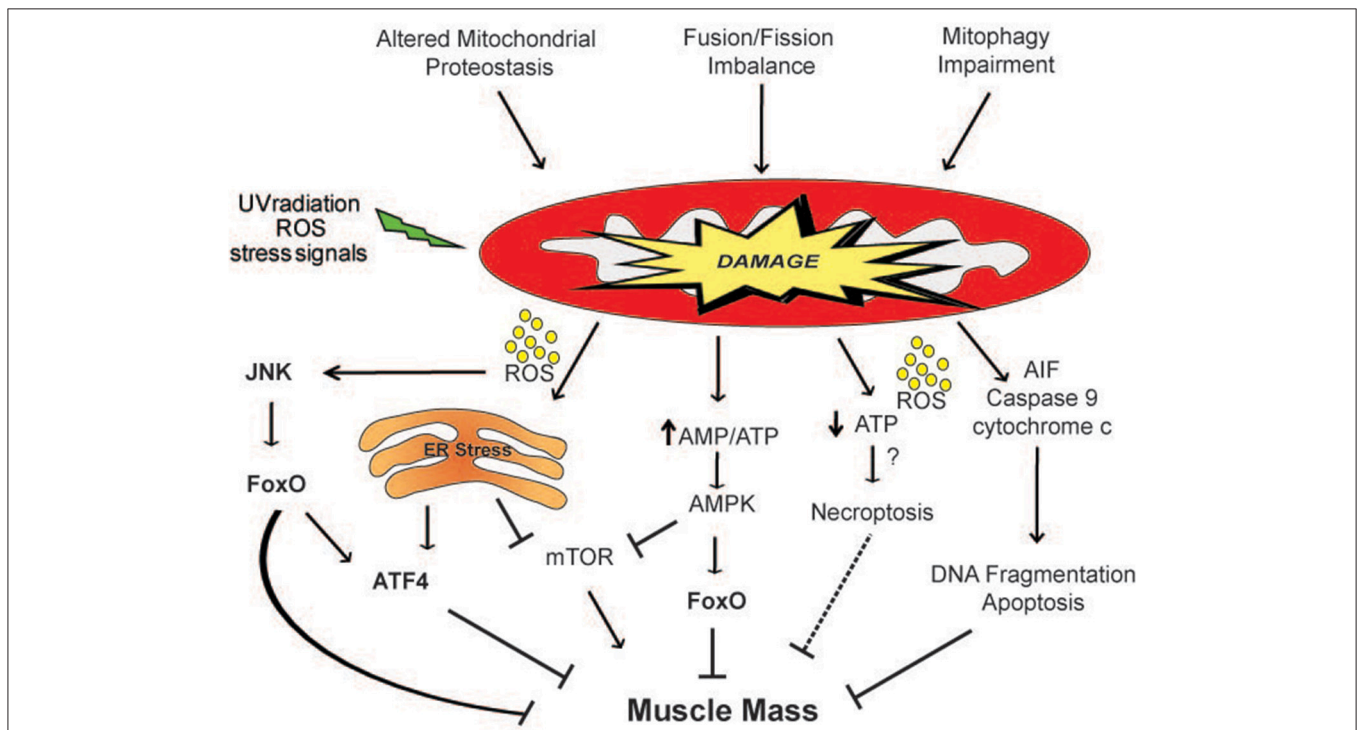 Altered Mitochondrial
Proteostasis
Fusion/Fission
Imbalance
Mitophagy
Impairment
UVradiation
ROS
stress signals
DAMAGE
ROS
JNK
ER Stress
FoxO
ATF4
mTOR
AMP/ATP
AMPK
FoxO
ROS
ATP
?
Necroptosis
AIF
Caspase 9
cytochrome c
DNA Fragmentation
Apoptosis
Muscle Mass